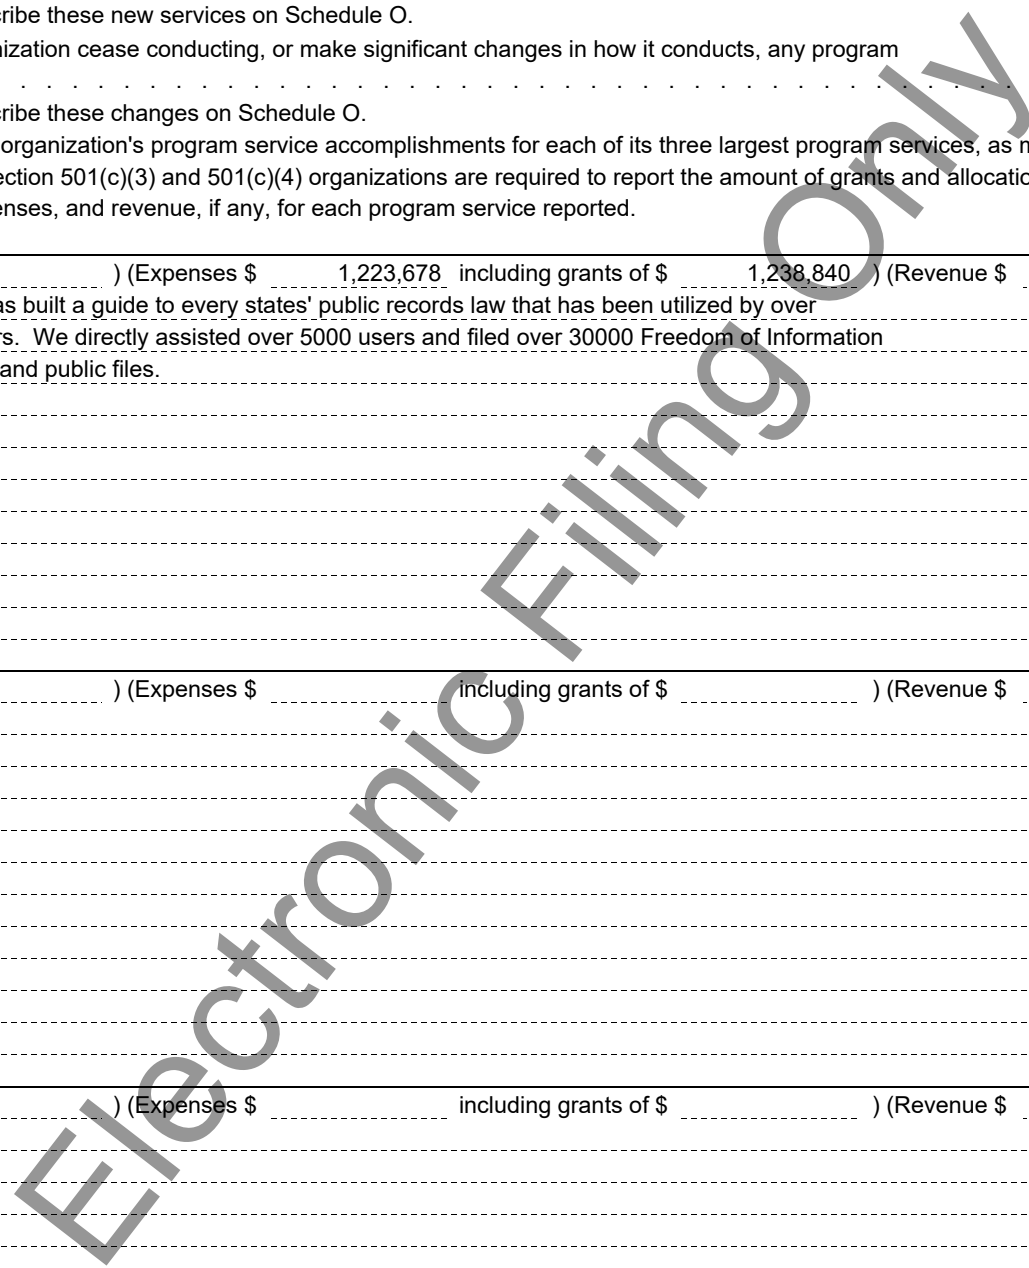 cribe these new services on Schedule O.
nization cease conducting, or make significant changes in how it conducts, any program
. . . . . . . . . . . . . . . . . . . . . . . . . . . . . . . . . . . . . . .
cribe these changes on Schedule O.
organization's program service accomplishments for each of its three largest program services, as m
ection 501(c)(3) and 501(c)(4) organizations are required to report the amount of grants and allocatio
enses, and revenue, if any, for each program service reported.
) (Expenses $ 1,223,678 including grants of $ 1,238,840 ) (Revenue $
as built a guide to every states' public records law that has been utilized by over
rs. We directly assisted over 5000 users and filed over 30000 Freedom of Information
and public files.
) (Expenses $ including grants of $ ) (Revenue $
) (Expenses $ including grants of $ ) (Revenue $
Electronic Filing Only